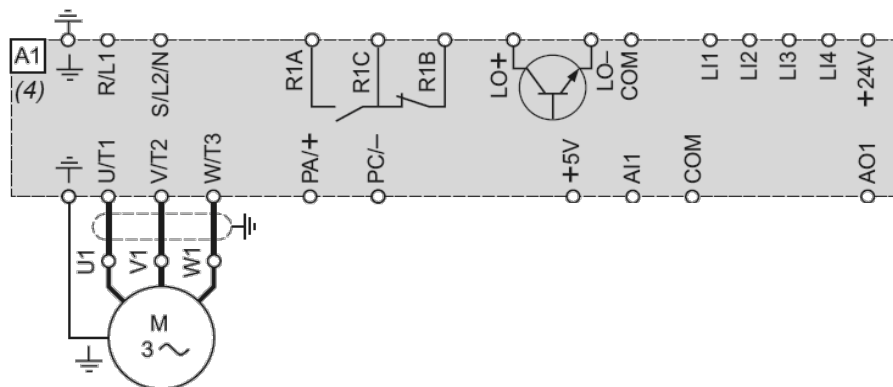 A1
(4)
R/L1
S/L2/N
R1A
R1C
R1B
LO+
LO–
COM
LI1
LI2
LI3
LI4
+24V
U/T1
V/T2
W/T3
PA/+
PC/–
+5V
AI1
COM
AO1
U1
V1
W1
M
3